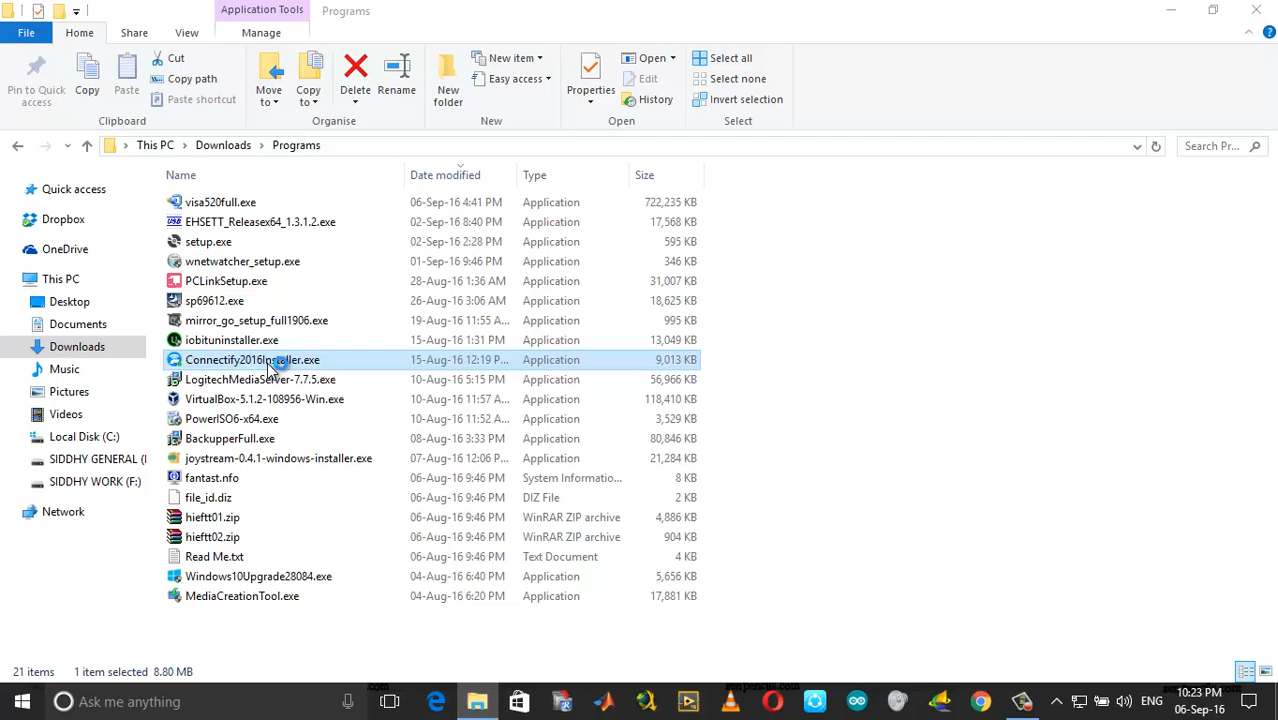 Application Tools Programs
File Home Share View Manage
Pin to Quick access
Copy
Paste
Cut
Copy path
Paste shortcut
Move to
Copy to
Delete
Rename
New folder
New item
Easy access
Properties
Open
Edit
History
Select all
Select none
Invert selection
Clipboard Organise New Open Select
This PC Downloads Programs Search Pr...
Name Date modified Type Size
Quick access
Dropbox
OneDrive
This PC
Desktop
Documents
Downloads
Music
Pictures
Videos
Local Disk (C:)
SIDDHY GENERAL (
SIDDHY WORK (F:)
Network
visa520full.exe 06-Sep-16 4:41 PM Application 722,235 KB
EHSETT_Releasex64_1.3.1.2.exe 02-Sep-16 8:40 PM Application 17,568 KB
setup.exe 02-Sep-16 2:28 PM Application 595 KB
wnetwatcher_setup.exe 01-Sep-16 9:46 PM Application 346 KB
PCLinkSetup.exe 28-Aug-16 1:36 AM Application 31,007 KB
sp69612.exe 26-Aug-16 3:06 AM Application 18,625 KB
mirror_go_setup_full1906.exe 19-Aug-16 11:55 A... Application 995 KB
iobituninstaller.exe 15-Aug-16 1:31 PM Application 13,049 KB
Connectify2016Installer.exe 15-Aug-16 12:19 P... Application 9,013 KB
LogitechMediaServer-7.7.5.exe 10-Aug-16 5:15 PM Application 56,966 KB
VirtualBox-5.1.2-108956-Win.exe 10-Aug-16 11:57 A... Application 118,410 KB
PowerISO6-x64.exe 10-Aug-16 11:52 A... Application 3,529 KB
BackupperFull.exe 08-Aug-16 3:33 PM Application 80,846 KB
joystream-0.4.1-windows-installer.exe 07-Aug-16 12:06 P... Application 21,284 KB
fantast.nfo 06-Aug-16 9:46 PM System Informatio... 8 KB
file_id.diz 06-Aug-16 9:46 PM DIZ File 2 KB
hieftt01.zip 06-Aug-16 9:46 PM WinRAR ZIP archive 4,886 KB
hieftt02.zip 06-Aug-16 9:46 PM WinRAR ZIP archive 904 KB
Read Me.txt 06-Aug-16 9:46 PM Text Document 4 KB
Windows10Upgrade28084.exe 04-Aug-16 6:40 PM Application 5,656 KB
MediaCreationTool.exe 04-Aug-16 6:20 PM Application 17,881 KB
21 items 1 item selected 8.80 MB
Ask me anything
ENG
10:23 PM
06-Sep-16